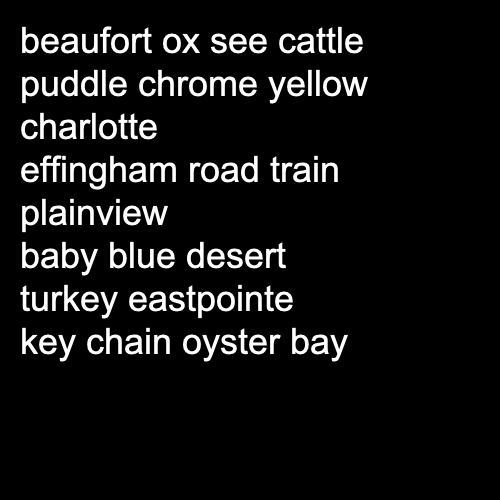 beaufort ox see cattle
puddle chrome yellow
charlotte
effingham road train
plainview
baby blue desert
turkey eastpointe
key chain oyster bay